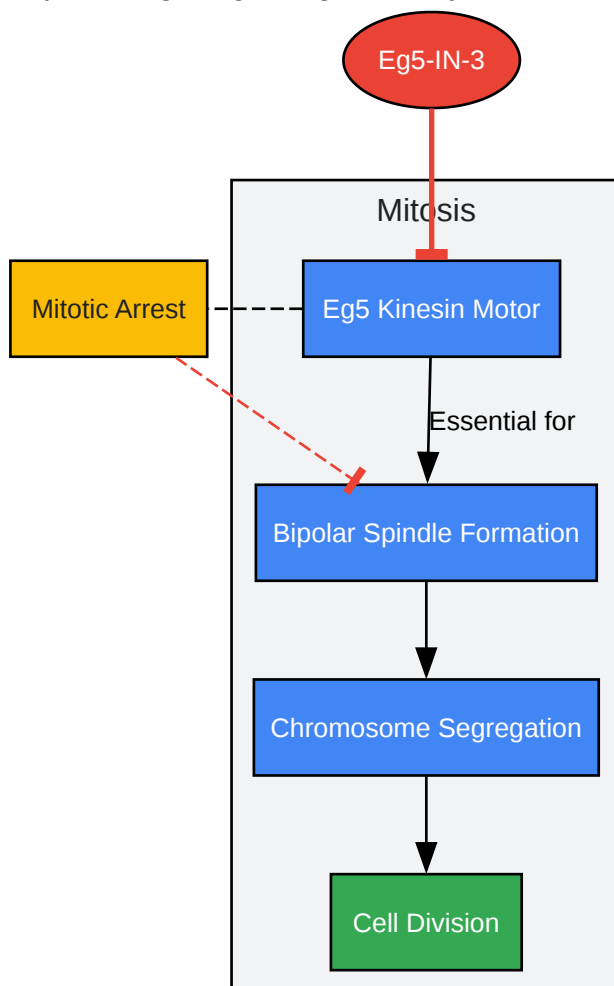 Eg5-IN-3
Mitosis
Mitotic Arrest
Eg5 Kinesin Motor
Essential for
Bipolar Spindle Formation
Chromosome Segregation
Cell Division